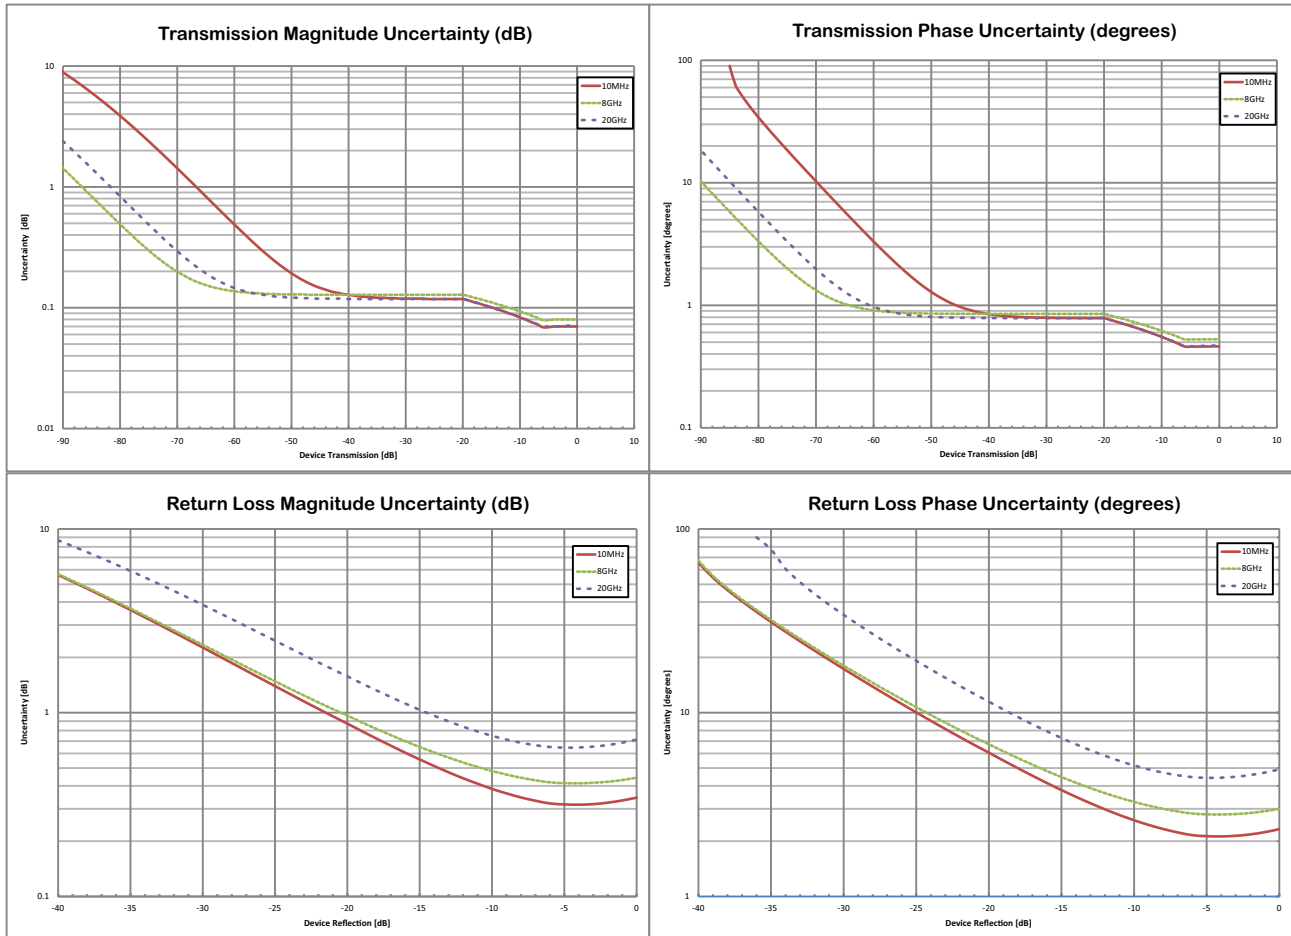 Transmission Magnitude Uncertainty (dB)
10
1
0.1
0.01
Uncertainty [dB]
-90 -80 -70 -60 -50 -40 -30 -20 -10 0 10
Device Transmission [dB]
10MHz
8GHz
20GHz
Transmission Phase Uncertainty (degrees)
100
10
1
0.1
Uncertainty [degrees]
-90 -80 -70 -60 -50 -40 -30 -20 -10 0 10
Device Transmission [dB]
10MHz
8GHz
20GHz
Return Loss Magnitude Uncertainty (dB)
10
1
0.1
Uncertainty [dB]
-40 -35 -30 -25 -20 -15 -10 -5 0
Device Reflection [dB]
10MHz
8GHz
20GHz
Return Loss Phase Uncertainty (degrees)
100
10
1
Uncertainty [degrees]
-40 -35 -30 -25 -20 -15 -10 -5 0
Device Reflection [dB]
10MHz
8GHz
20GHz